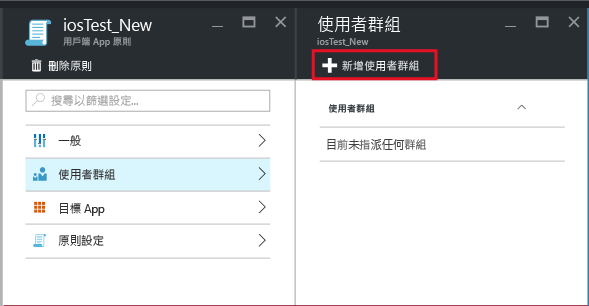 iosTest_New
用戶端 App 原則
刪除原則
搜尋以篩選設定...
一般
使用者群組
目標 App
原則設定
使用者群組
iosTest_New
新增使用者群組
使用者群組
目前未指派任何群組